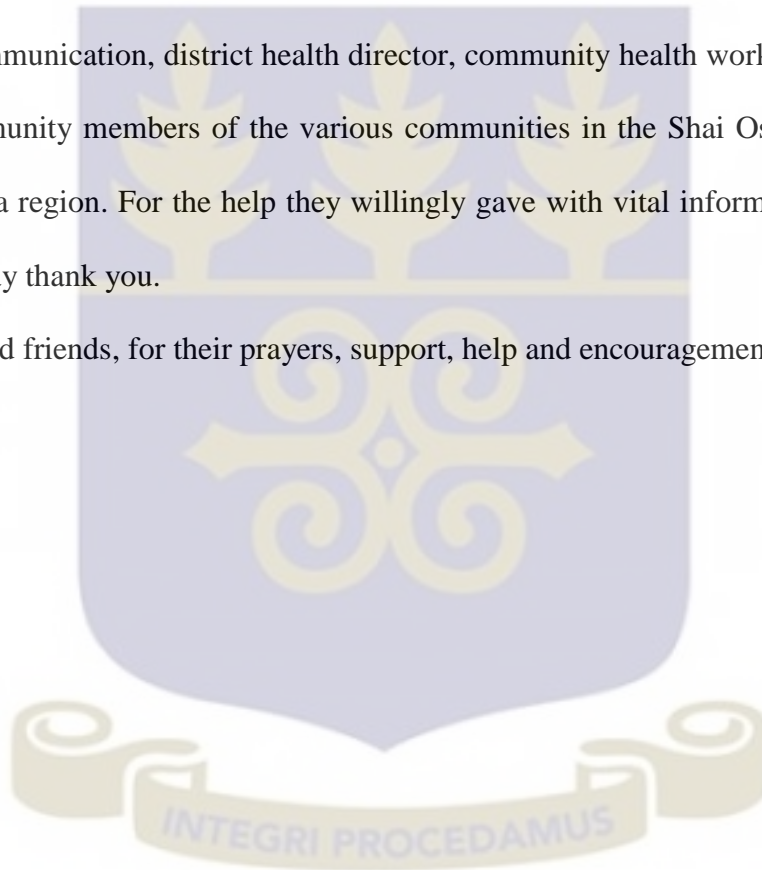 mmunication, district health director, community health work
munity members of the various communities in the Shai Os
a region. For the help they willingly gave with vital inform
y thank you.
d friends, for their prayers, support, help and encouragemen
INTEGRI PROCEDAMUS